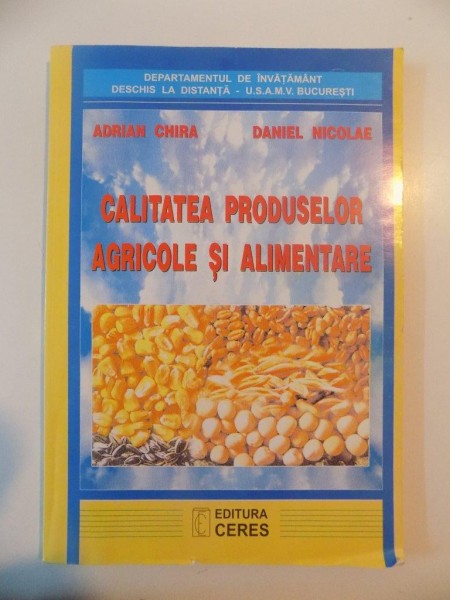 DEPARTAMENTUL DE ÎNVĂŢĂMÂNT
DESCHIS LA DISTANŢĂ - U.S.A.M.V. BUCUREŞTI
ADRIAN CHIRA DANIEL NICOLAE
CALITATEA PRODUSELOR
AGRICOLE ŞI ALIMENTARE
EDITURA
CERES